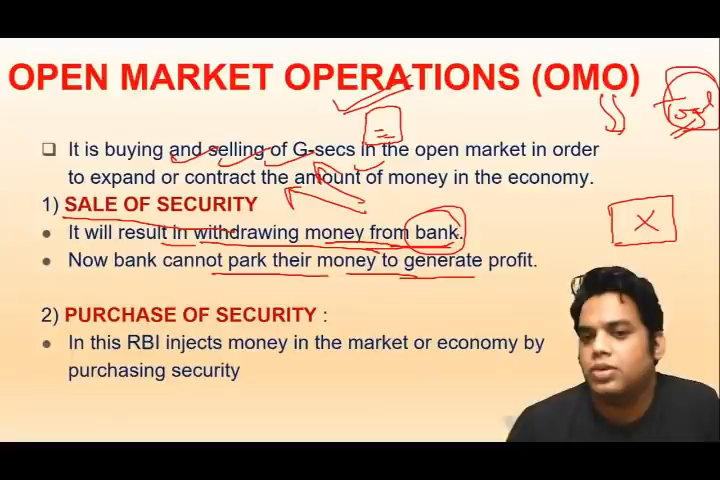 OPEN MARKET OPERATIONS (OMO)
It is buying and selling of G-secs in the open market in order
to expand or contract the amount of money in the economy.
1) SALE OF SECURITY
It will result in withdrawing money from bank.
Now bank cannot park their money to generate profit.
2) PURCHASE OF SECURITY :
In this RBI injects money in the market or economy by
purchasing security